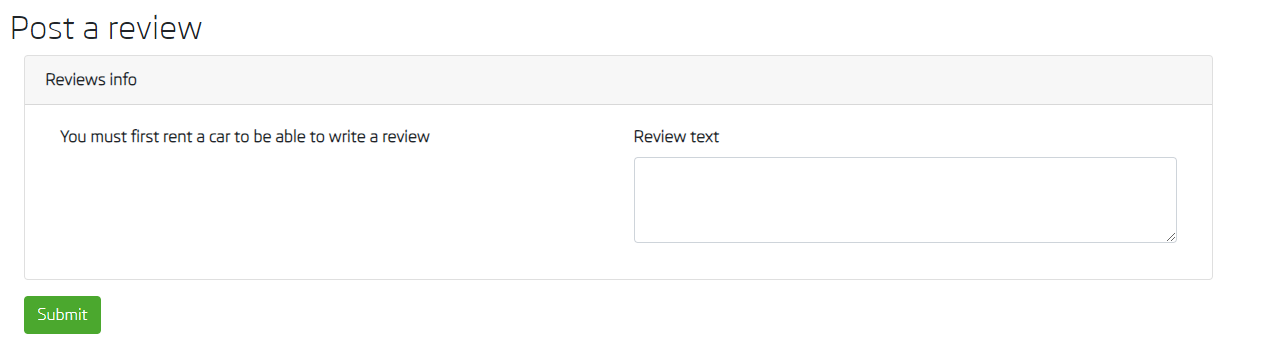 Post a review
Reviews info
You must first rent a car to be able to write a review
Review text
Submit